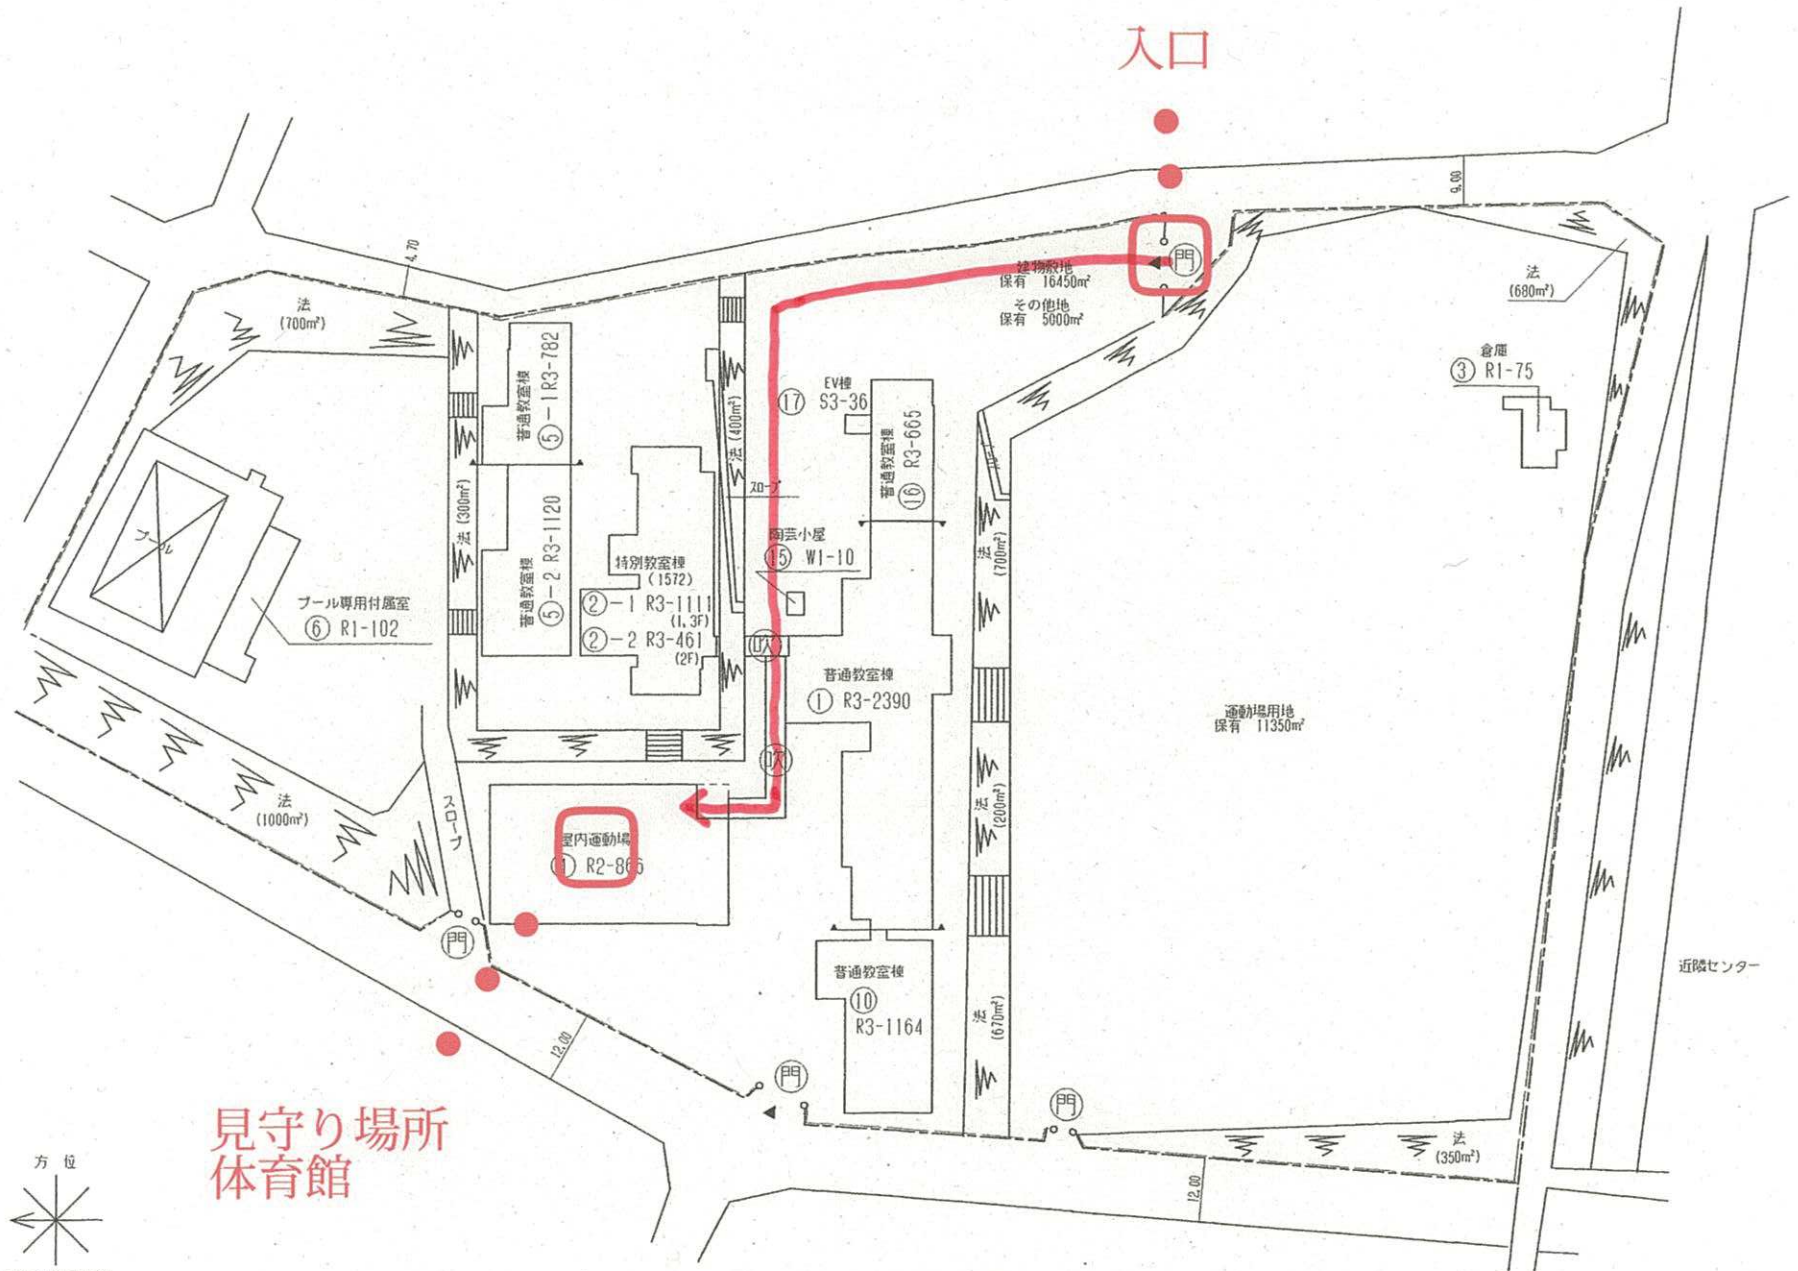 入口
9.00
4.70
門
建物敷地
保有 16450m²
その他地
保有 5000m²
法
(680m²)
法
(700m²)
倉庫
③ R1-75
普通教室棟
⑤-1 R3-782
法 (400m²)
EV棟
⑰ S3-36
普通教室棟
⑯ R3-665
スロープ
法 (300m²)
普通教室棟
⑤-2 R3-1120
陶芸小屋
⑮ W1-10
法 (700m²)
プール
特別教室棟
(1572)
②-1 R3-1111
(1,3F)
②-2 R3-461
(2F)
プール専用付属室
⑥ R1-102
吹
普通教室棟
① R3-2390
運動場用地
保有 11350m²
吹
法
(1000m²)
スロープ
法 (200m²)
屋内運動場
R2-866
門
近隣センター
普通教室棟
⑩
R3-1164
法 (670m²)
12.00
門
門
法
(350m²)
12.00
見守り場所
体育館
方位